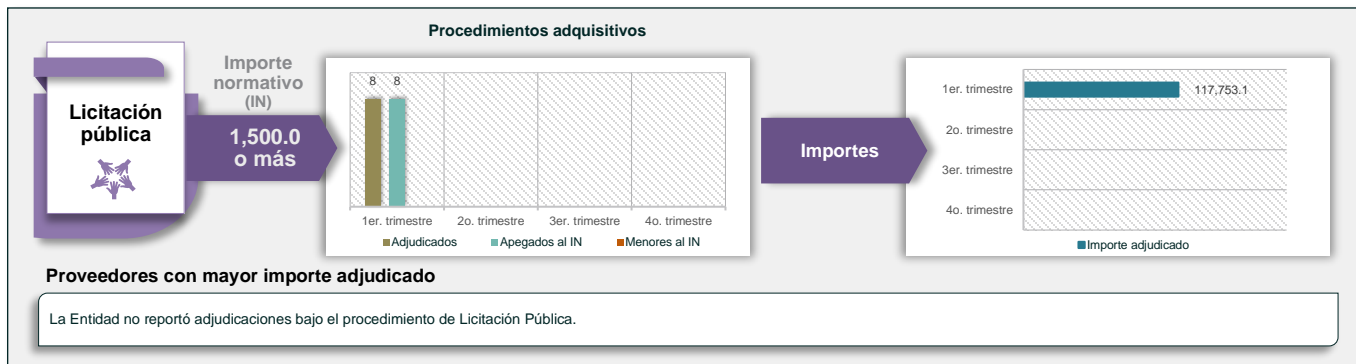 Procedimientos adquisitivos
Licitación
pública
Importe
normativo
(IN)
1,500.0
o más
8 8
1er. trimestre 2o. trimestre 3er. trimestre 4o. trimestre
Adjudicados Apegados al IN Menores al IN
Importes
1er. trimestre 117,753.1
2o. trimestre
3er. trimestre
4o. trimestre
Importe adjudicado
Proveedores con mayor importe adjudicado
La Entidad no reportó adjudicaciones bajo el procedimiento de Licitación Pública.